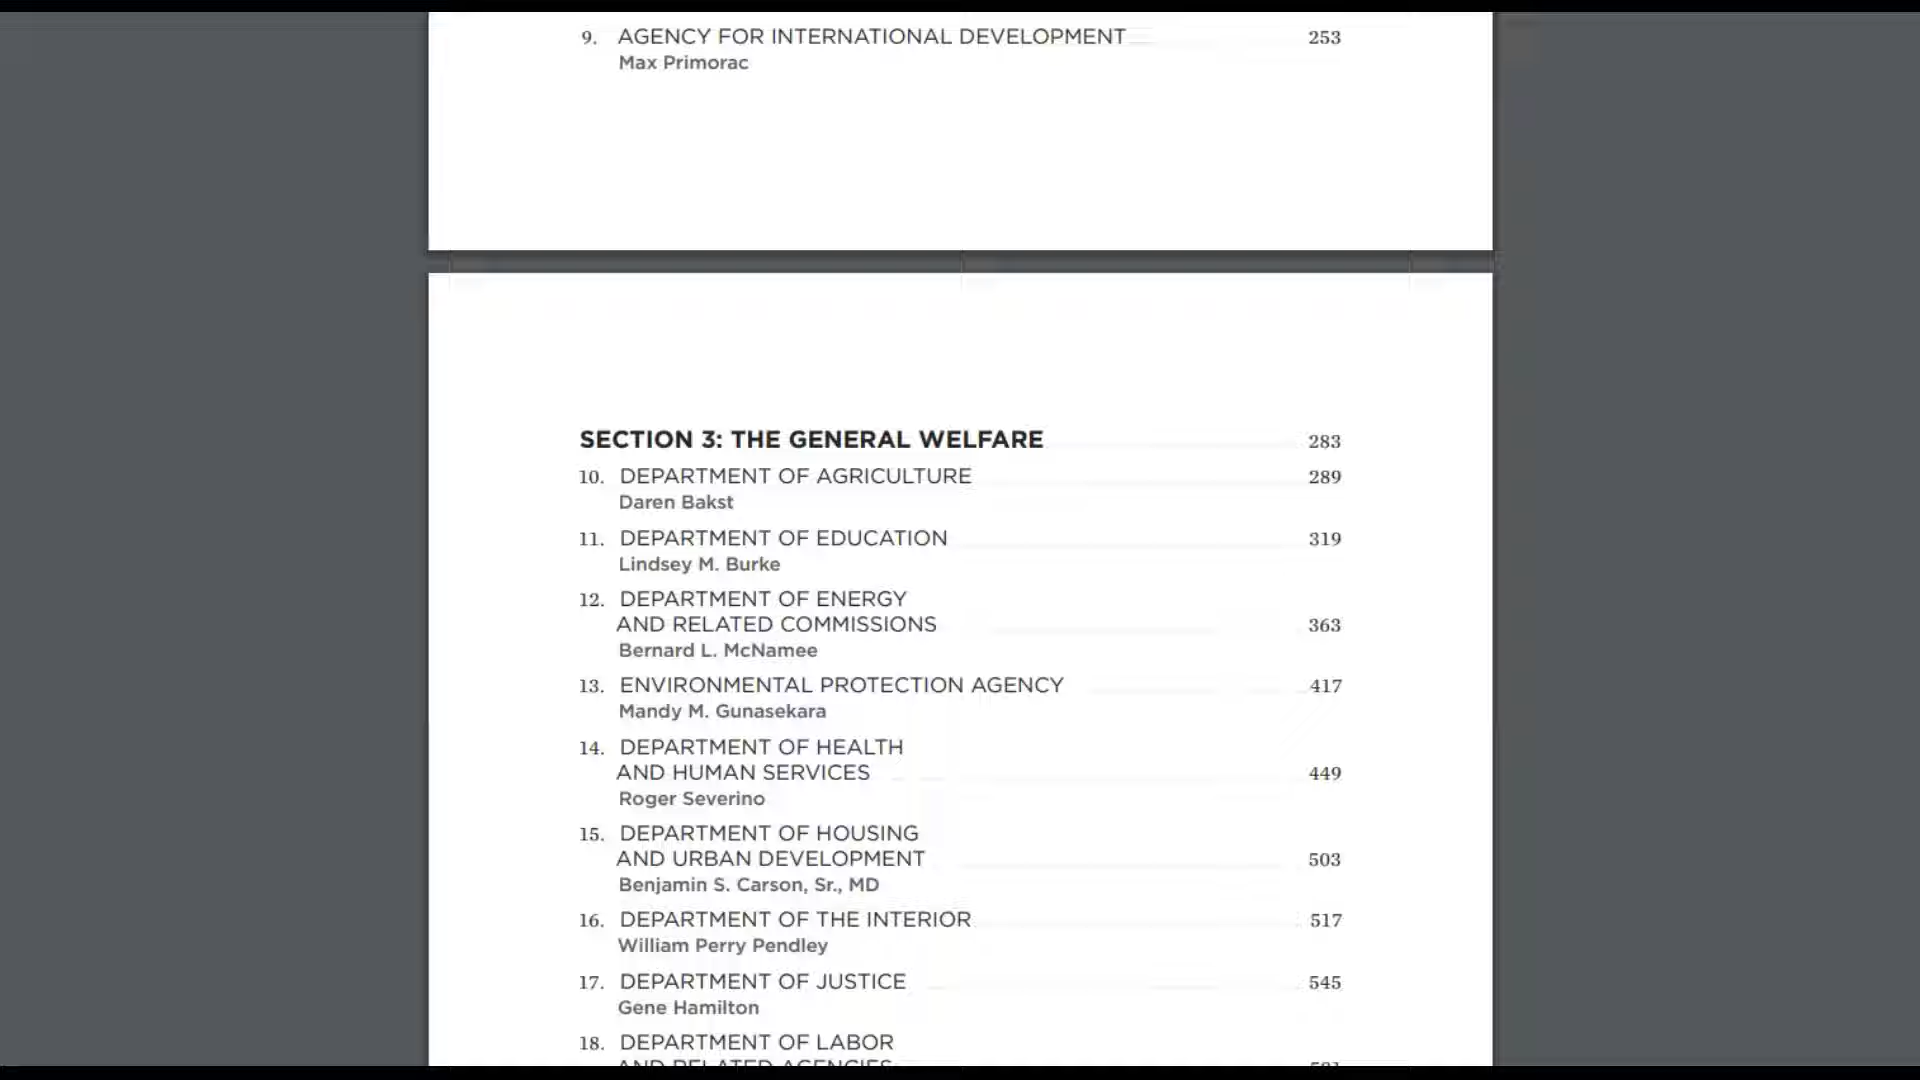 9. AGENCY FOR INTERNATIONAL DEVELOPMENT 253
Max Primorac
SECTION 3: THE GENERAL WELFARE 283
10. DEPARTMENT OF AGRICULTURE 289
Daren Bakst
11. DEPARTMENT OF EDUCATION 319
Lindsey M. Burke
12. DEPARTMENT OF ENERGY
AND RELATED COMMISSIONS 363
Bernard L. McNamee
13. ENVIRONMENTAL PROTECTION AGENCY 417
Mandy M. Gunasekara
14. DEPARTMENT OF HEALTH
AND HUMAN SERVICES 449
Roger Severino
15. DEPARTMENT OF HOUSING
AND URBAN DEVELOPMENT 503
Benjamin S. Carson, Sr., MD
16. DEPARTMENT OF THE INTERIOR 517
William Perry Pendley
17. DEPARTMENT OF JUSTICE 545
Gene Hamilton
18. DEPARTMENT OF LABOR
AND RELATED AGENCIES